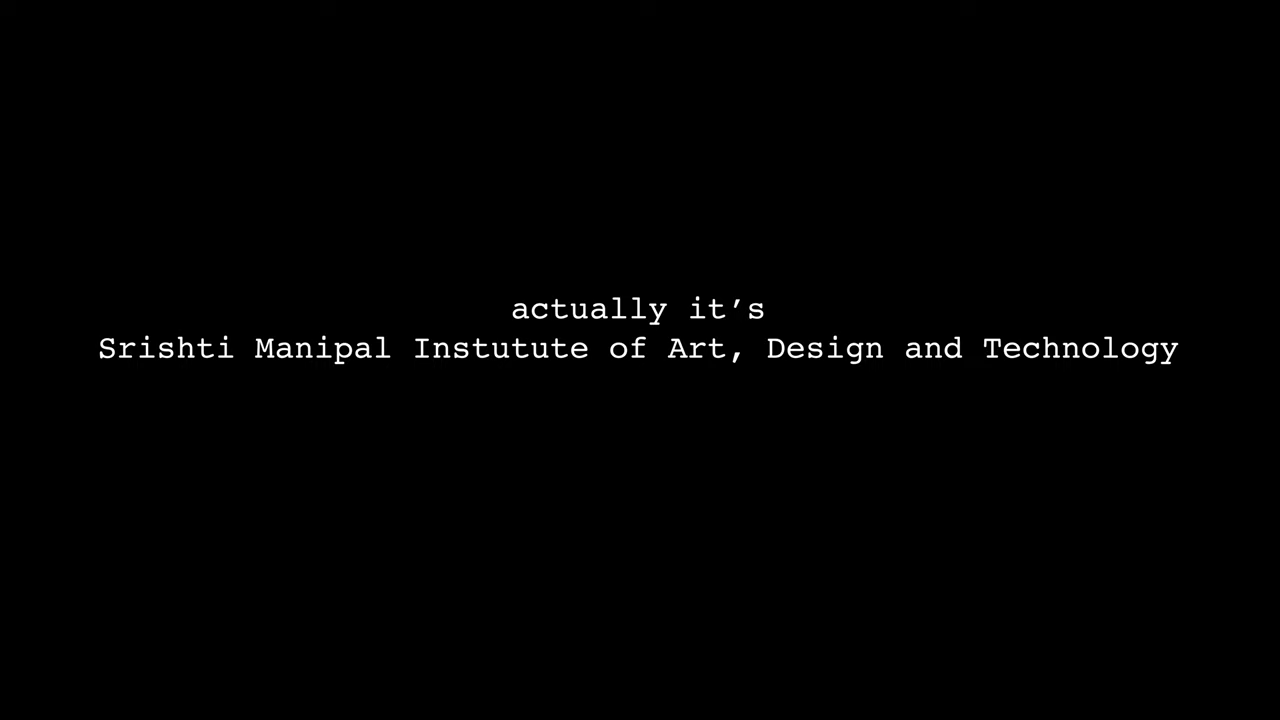 actually it’s
Srishti Manipal Instutute of Art, Design and Technology